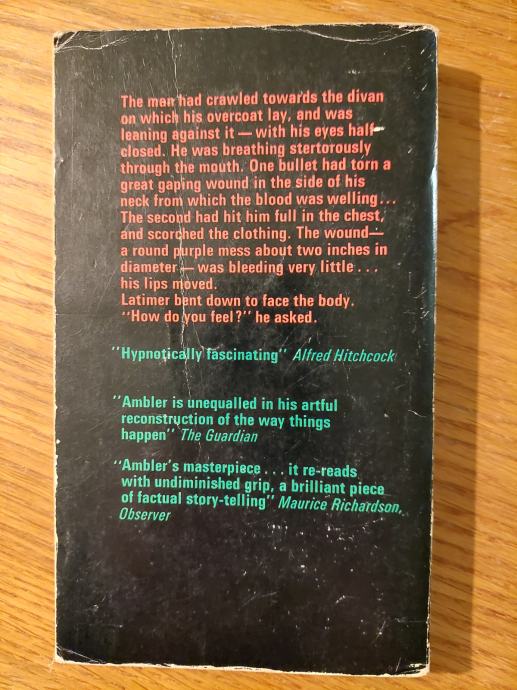 The man had crawled towards the divan
on which his overcoat lay, and was
leaning against it — with his eyes half-
closed. He was breathing stertorously
through the mouth. One bullet had torn a
great gaping wound in the side of his
neck from which the blood was welling...
The second had hit him full in the chest,
and scorched the clothing. The wound—
a round purple mess about two inches in
diameter — was bleeding very little ...
his lips moved.
Latimer bent down to face the body.
"How do you feel?" he asked.
"Hypnotically fascinating" Alfred Hitchcock
"Ambler is unequalled in his artful
reconstruction of the way things
happen" The Guardian
"Ambler's masterpiece ... it re-reads
with undiminished grip, a brilliant piece
of factual story-telling" Maurice Richardson,
Observer